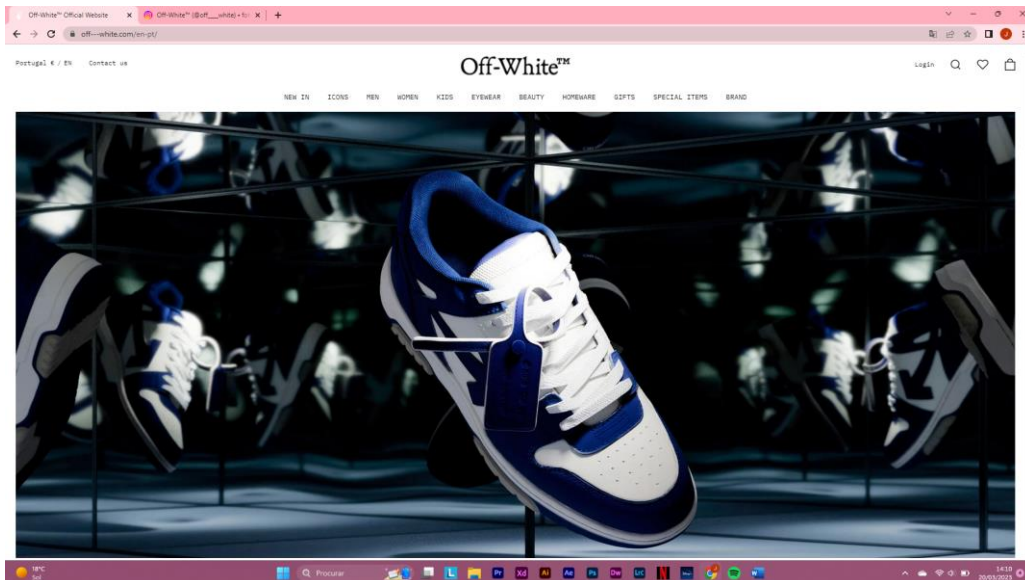 Off-White™ Official Website
Off-White™ (@off____white) • fo
off---white.com/en-pt/
Portugal € / EN Contact us
Off-White™
Login
NEW IN ICONS MEN WOMEN KIDS EYEWEAR BEAUTY HOMEWARE GIFTS SPECIAL ITEMS BRAND
18°C
Sol
Procurar
14:10
20/03/2023